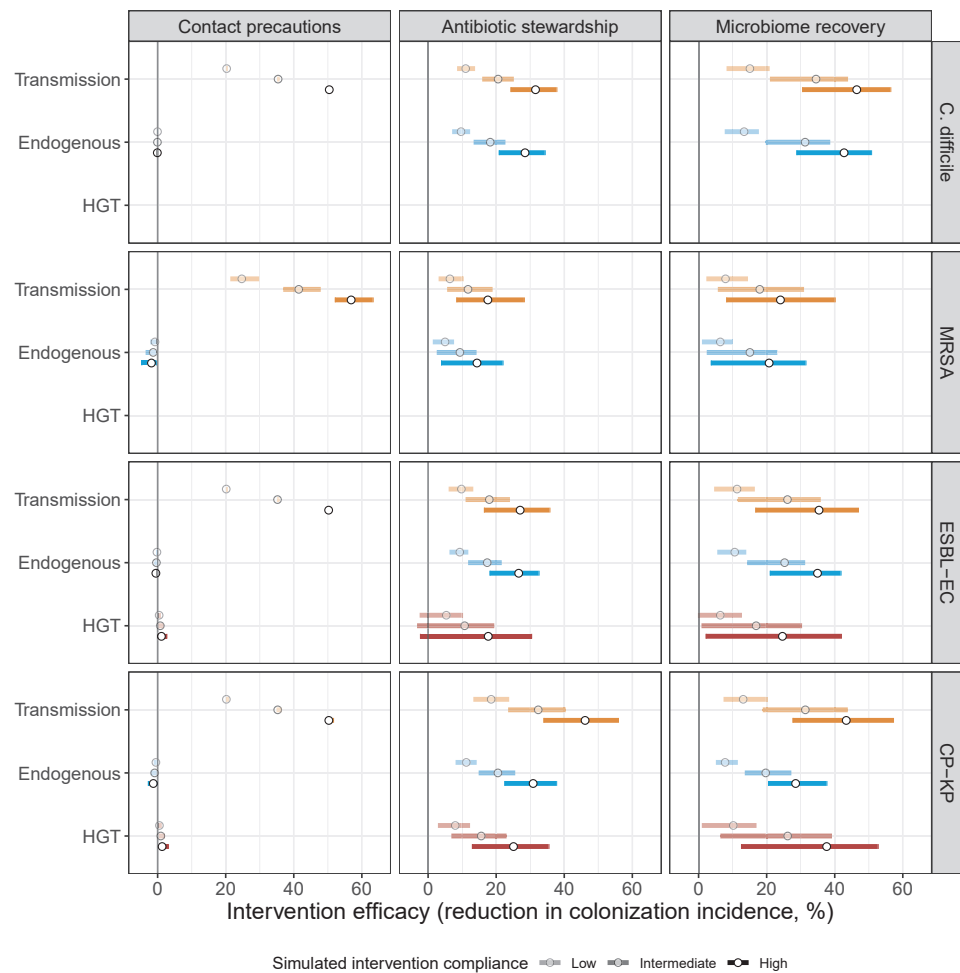 Contact precautions Antibiotic stewardship Microbiome recovery
Transmission
Endogenous
HGT
C. difficile
Transmission
Endogenous
HGT
MRSA
Transmission
Endogenous
HGT
ESBL−EC
Transmission
Endogenous
HGT
CP−KP
0 20 40 60 0 20 40 60 0 20 40 60
Intervention efficacy (reduction in colonization incidence, %)
Simulated intervention compliance Low Intermediate High